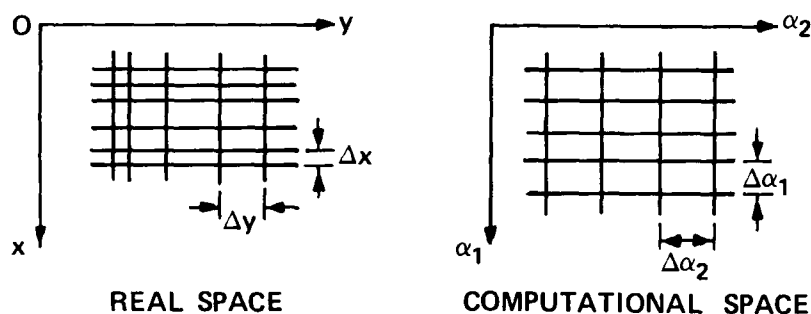 O y
Δx
Δy
x
REAL SPACE
α₂
Δα₁
α₁
Δα₂
COMPUTATIONAL SPACE